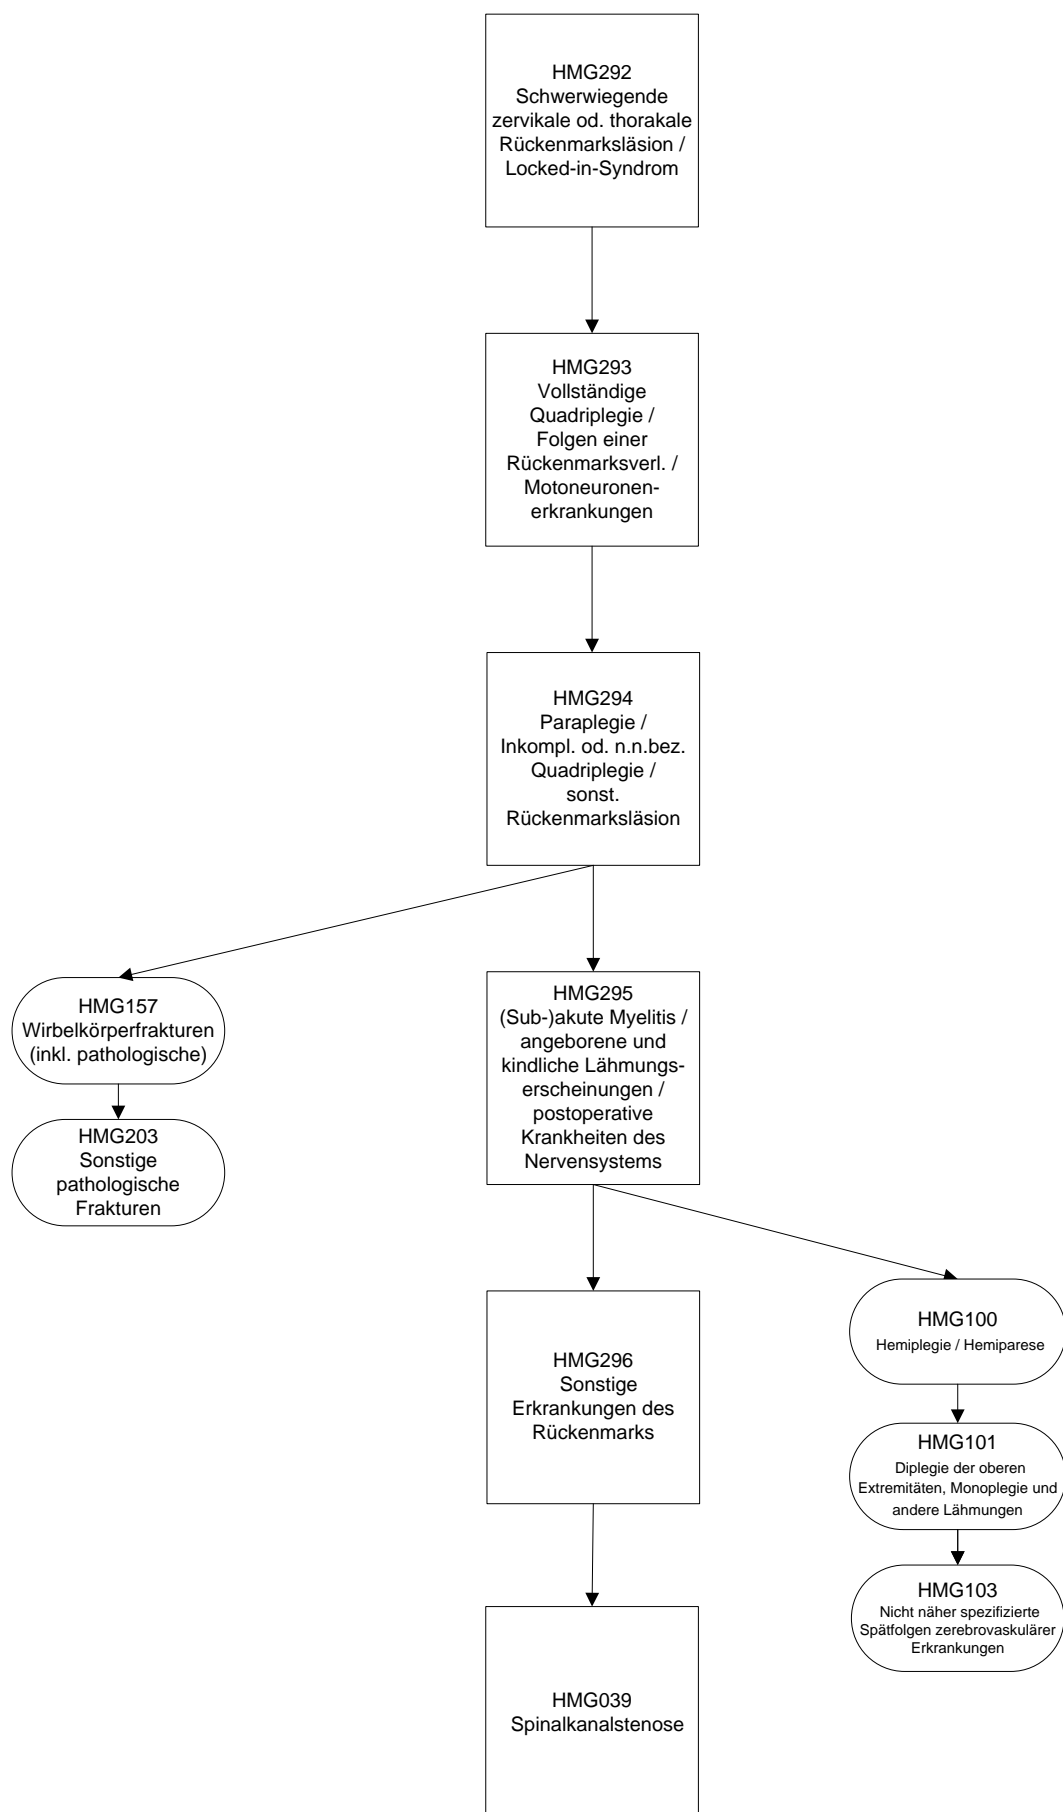 HMG292
Schwerwiegende
zervikale od. thorakale
Rückenmarksläsion /
Locked-in-Syndrom
HMG293
Vollständige
Quadriplegie /
Folgen einer
Rückenmarksverl. /
Motoneuronen-
erkrankungen
HMG294
Paraplegie /
Inkompl. od. n.n.bez.
Quadriplegie /
sonst.
Rückenmarksläsion
HMG157
Wirbelkörperfrakturen
(inkl. pathologische)
HMG203
Sonstige
pathologische
Frakturen
HMG295
(Sub-)akute Myelitis /
angeborene und
kindliche Lähmungs-
erscheinungen /
postoperative
Krankheiten des
Nervensystems
HMG296
Sonstige
Erkrankungen des
Rückenmarks
HMG100
Hemiplegie / Hemiparese
HMG101
Diplegie der oberen
Extremitäten, Monoplegie und
andere Lähmungen
HMG103
Nicht näher spezifizierte
Spätfolgen zerebrovaskulärer
Erkrankungen
HMG039
Spinalkanalstenose